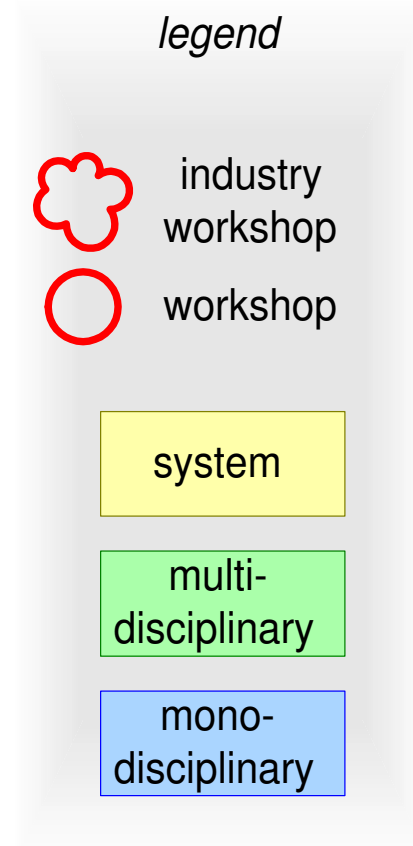 legend
industry
workshop
workshop
system
multi-
disciplinary
mono-
disciplinary